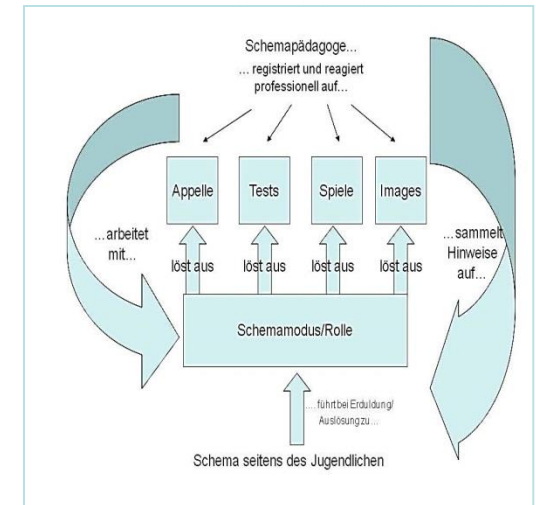 Schemapädagoge...
... registriert und reagiert
professionell auf...
Appelle
Tests
Spiele
Images
...arbeitet
mit...
...sammelt
Hinweise
auf...
löst aus
löst aus
löst aus
löst aus
Schemamodus/Rolle
....führt bei Erduldung/
Auslösung zu...
Schema seitens des Jugendlichen